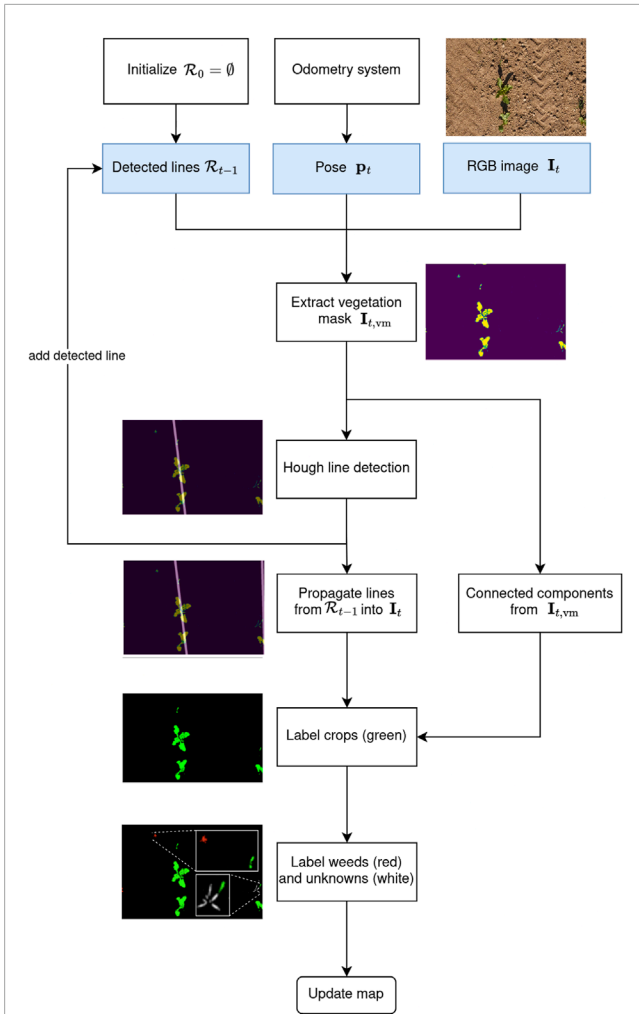 Initialize R₀ = ∅
Odometry system
Detected lines Rₜ₋₁
Pose pₜ
RGB image Iₜ
Extract vegetation
mask Iₜ,ᵥₘ
add detected line
Hough line detection
Propagate lines
from Rₜ₋₁ into Iₜ
Connected components
from Iₜ,ᵥₘ
Label crops (green)
Label weeds (red)
and unknowns (white)
Update map